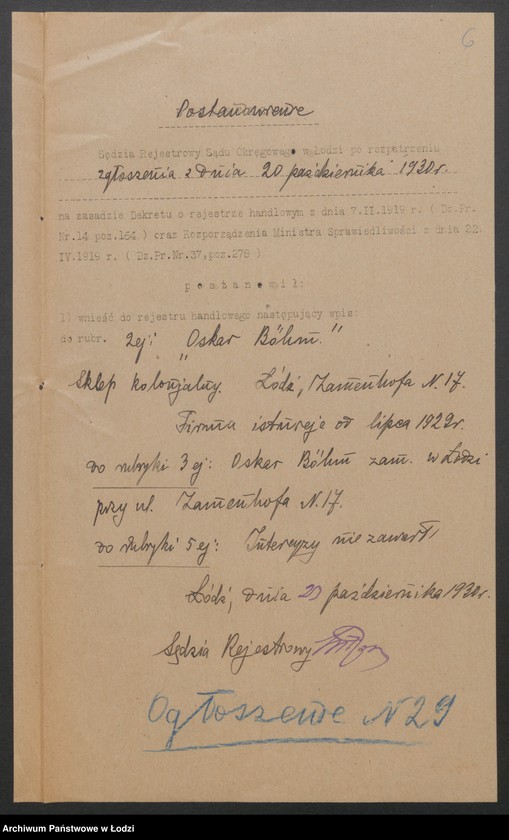 6
Postanowienie
Sędzia Rejestrowy Sądu Okręgowego w Łodzi po rozpatrzeniu
zgłoszenia z dnia 20 października 1930 r.
na zasadzie Dekretu o rejestrze handlowym z dnia 7.II.1919 r. ( Dz.Pr.
Nr.14 poz.164 ) oraz Rozporządzenia Ministra Sprawiedliwości z dnia 22.
IV.1919 r. ( Dz.Pr.Nr.37,poz.279 )
p o s t a n o w i ł:
1) wnieść do rejestru handlowego następujący wpis:
do rubr. 2ej: "Oskar Böhm."
Sklep kolonjalny. Łódź, Zamenhofa N. 17.
Firma istnieje od lipca 1929r.
do rubryki 3ej: Oskar Böhm zam. w Łodzi
przy ul. Zamenhofa N. 17.
do rubryki 5ej: Intercyzy nie zawarł,
Łódź, dnia października 1930r.
Sędzia Rejestrowy
Ogłoszenie N 29
Archiwum Państwowe w Łodzi